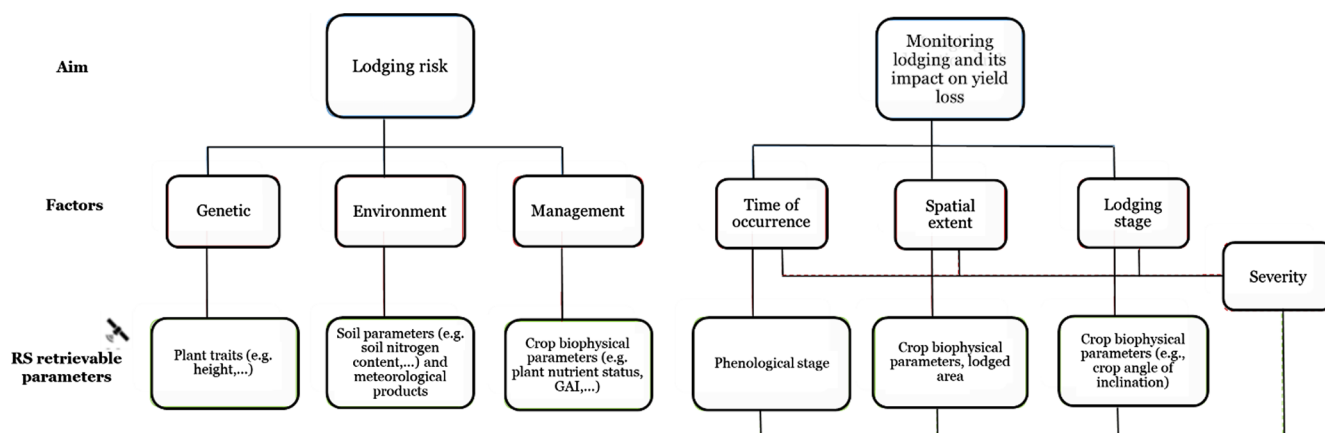 Aim
Lodging risk
Monitoring
lodging and its
impact on yield
loss
Factors
Genetic
Environment
Management
Time of
occurrence
Spatial
extent
Lodging
stage
Severity
RS retrievable
parameters
Plant traits (e.g.
height,...)
Soil parameters (e.g.
soil nitrogen
content,...) and
meteorological
products
Crop biophysical
parameters (e.g.
plant nutrient status,
GAI,...)
Phenological stage
Crop biophysical
parameters, lodged
area
Crop biophysical
parameters (e.g.,
crop angle of
inclination)